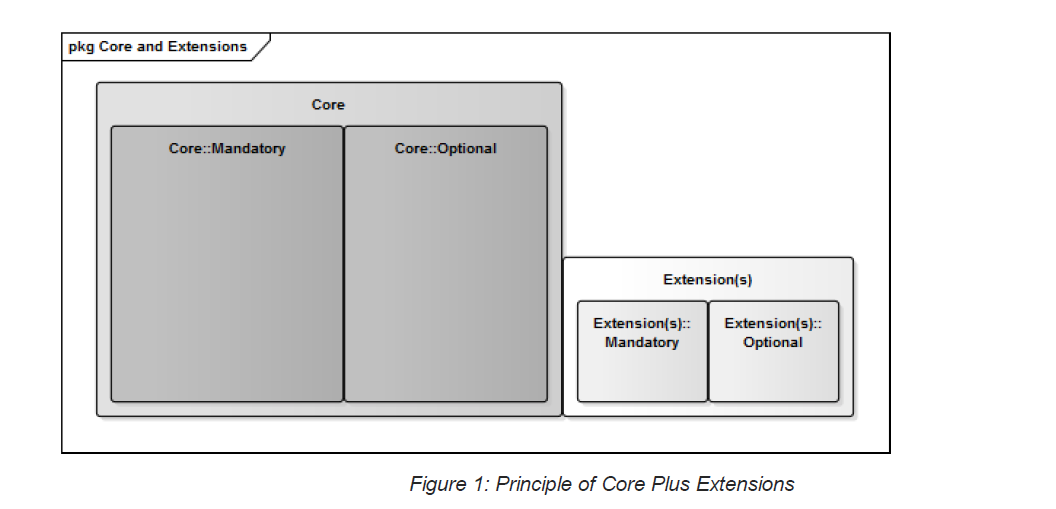 pkg Core and Extensions
Core
Core::Mandatory
Core::Optional
Extension(s)
Extension(s)::
Mandatory
Extension(s)::
Optional
Figure 1: Principle of Core Plus Extensions